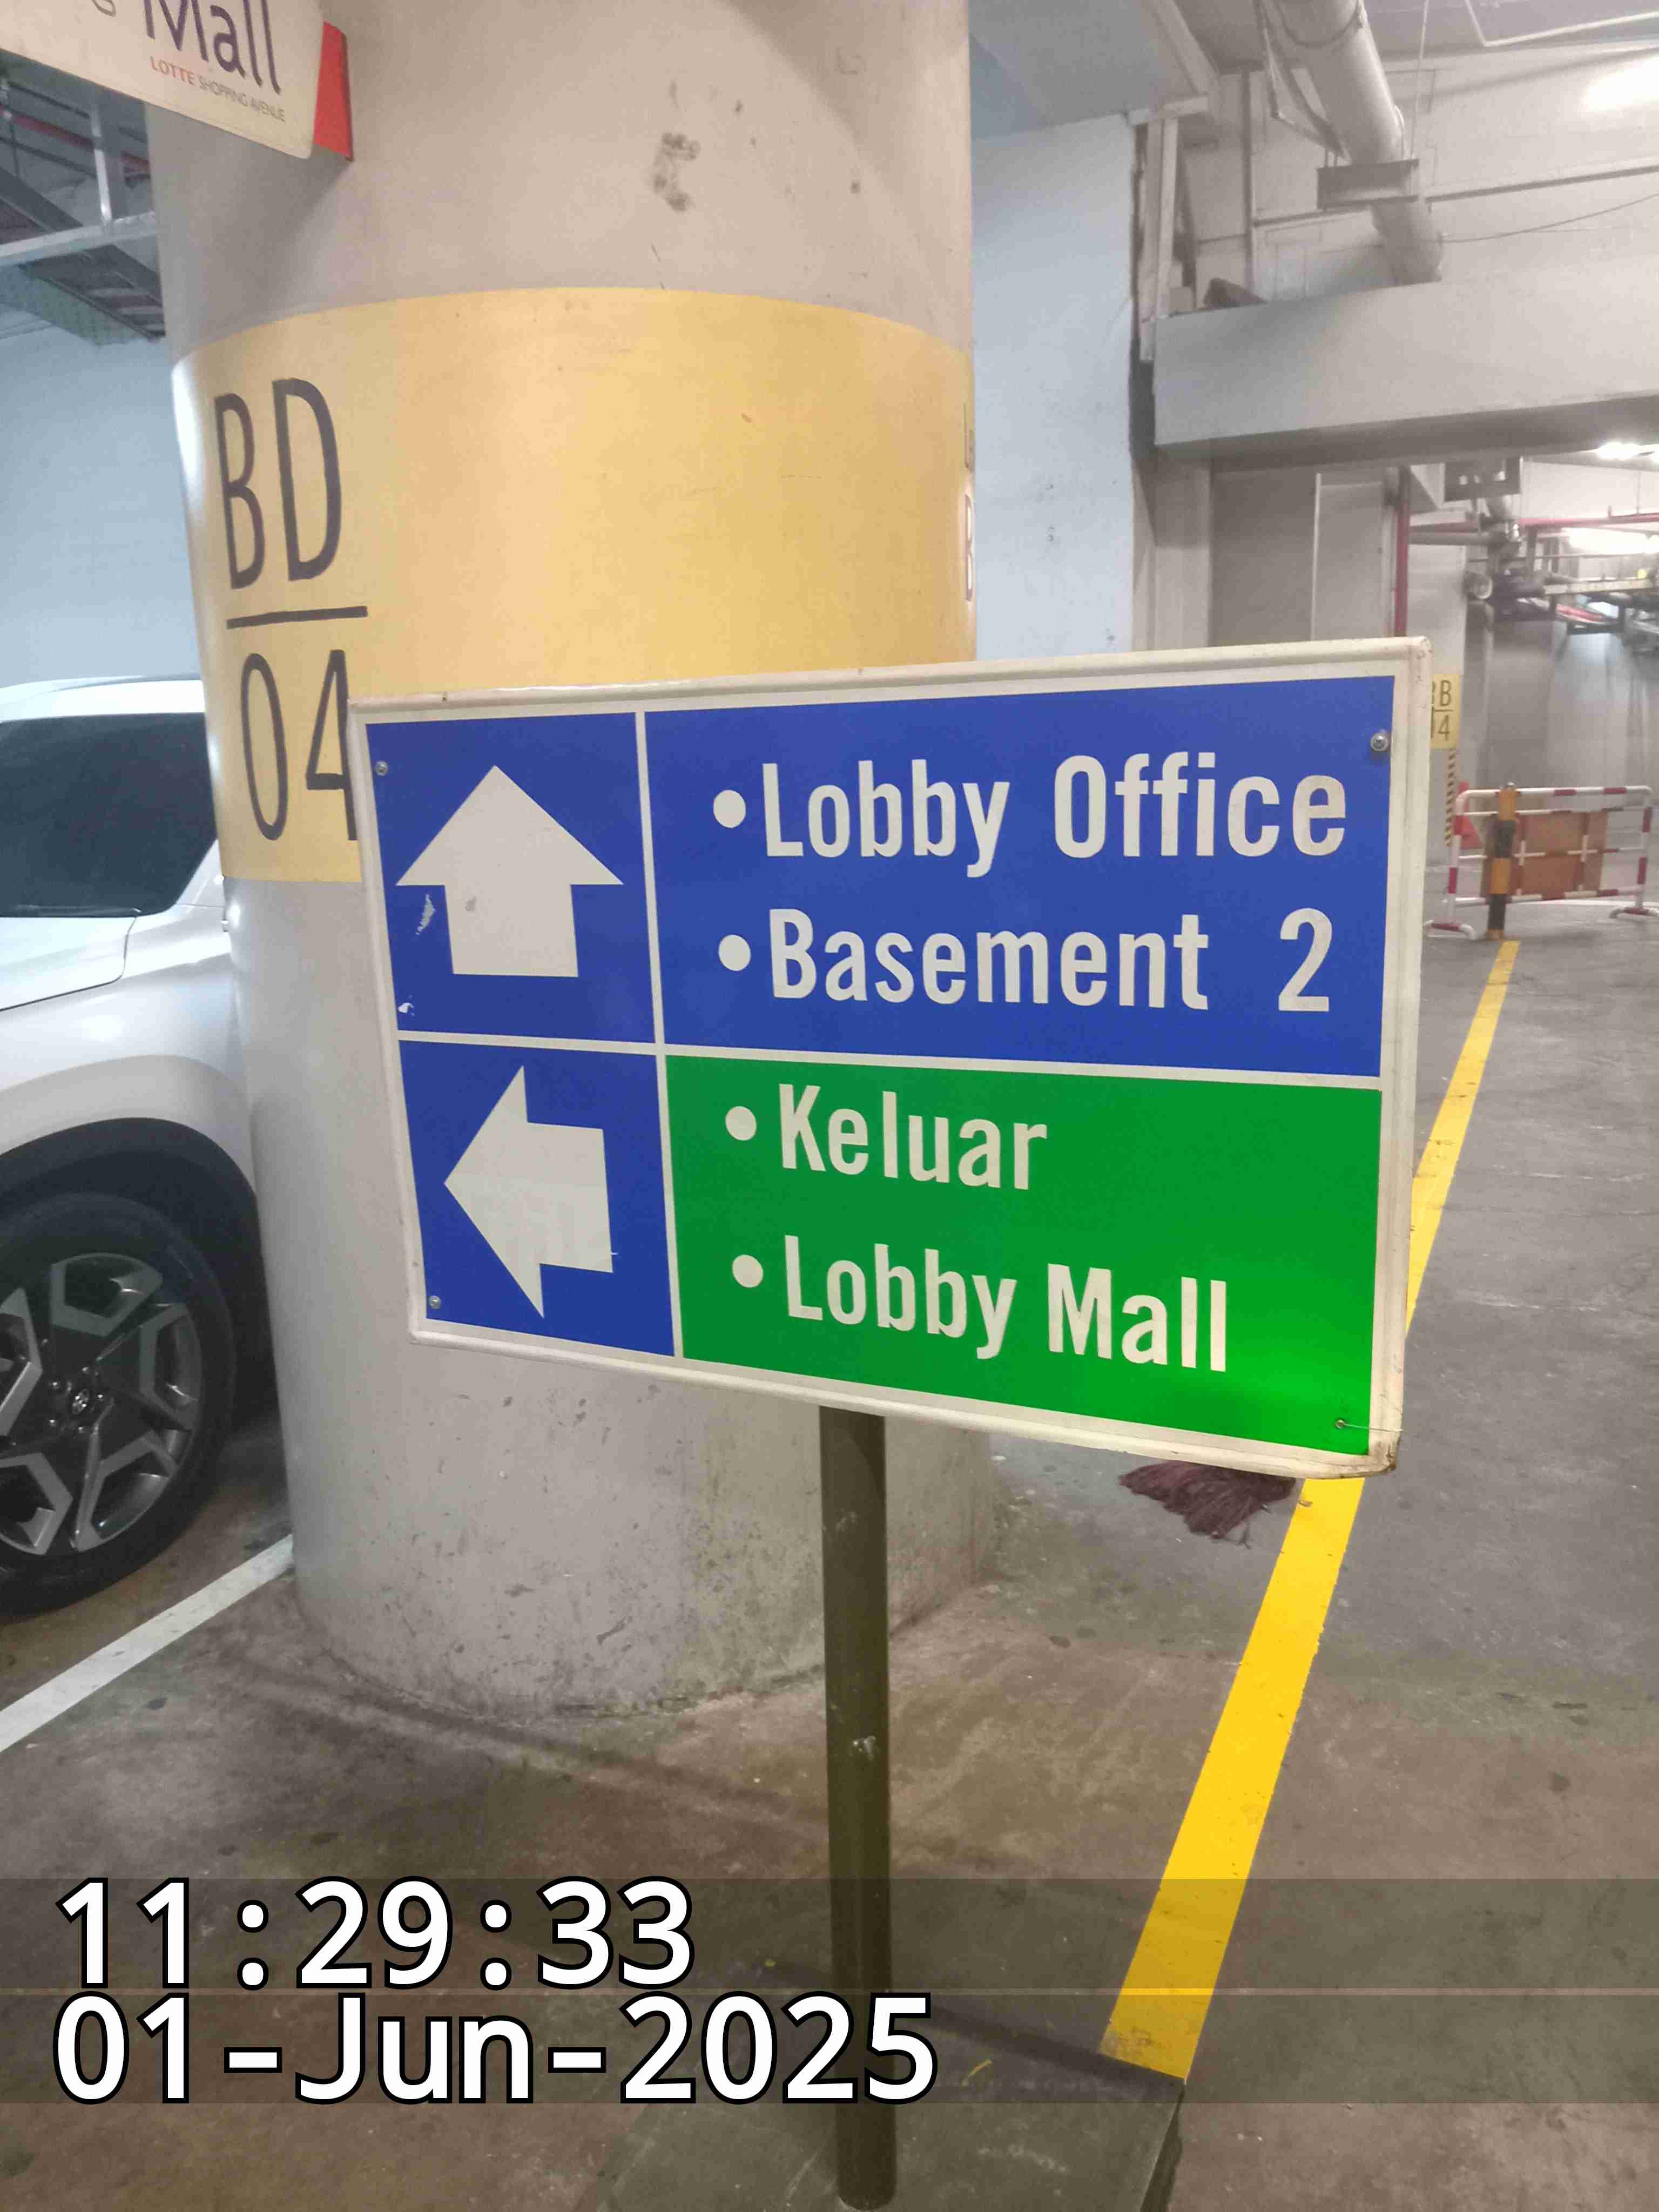 Mall
LOTTE SHOPPING AVENUE
BD
04
BB
•Lobby Office
•Basement 2
•Keluar
•Lobby Mall
11:29:33
01-Jun-2025